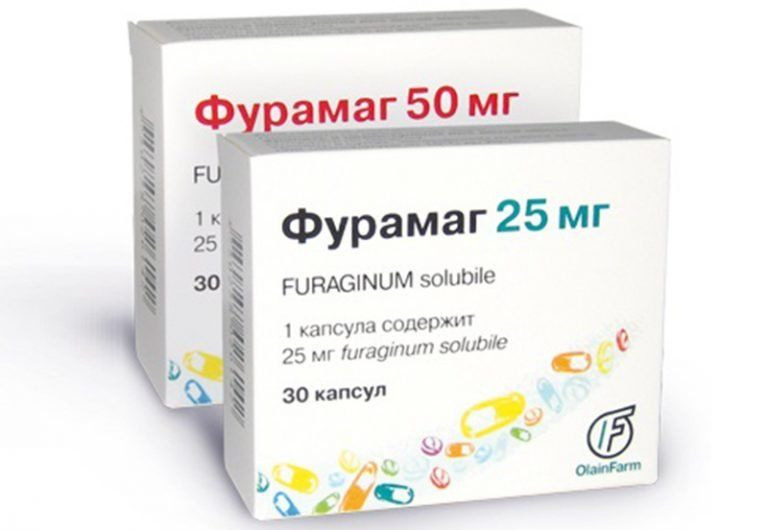 Фурамаг 50 мг
FU
1 к
25
30
Фурамаг 25 мг
FURAGINUM solubile
1 капсула содержит
25 мг furaginum solubile
30 капсул
OlainFarm